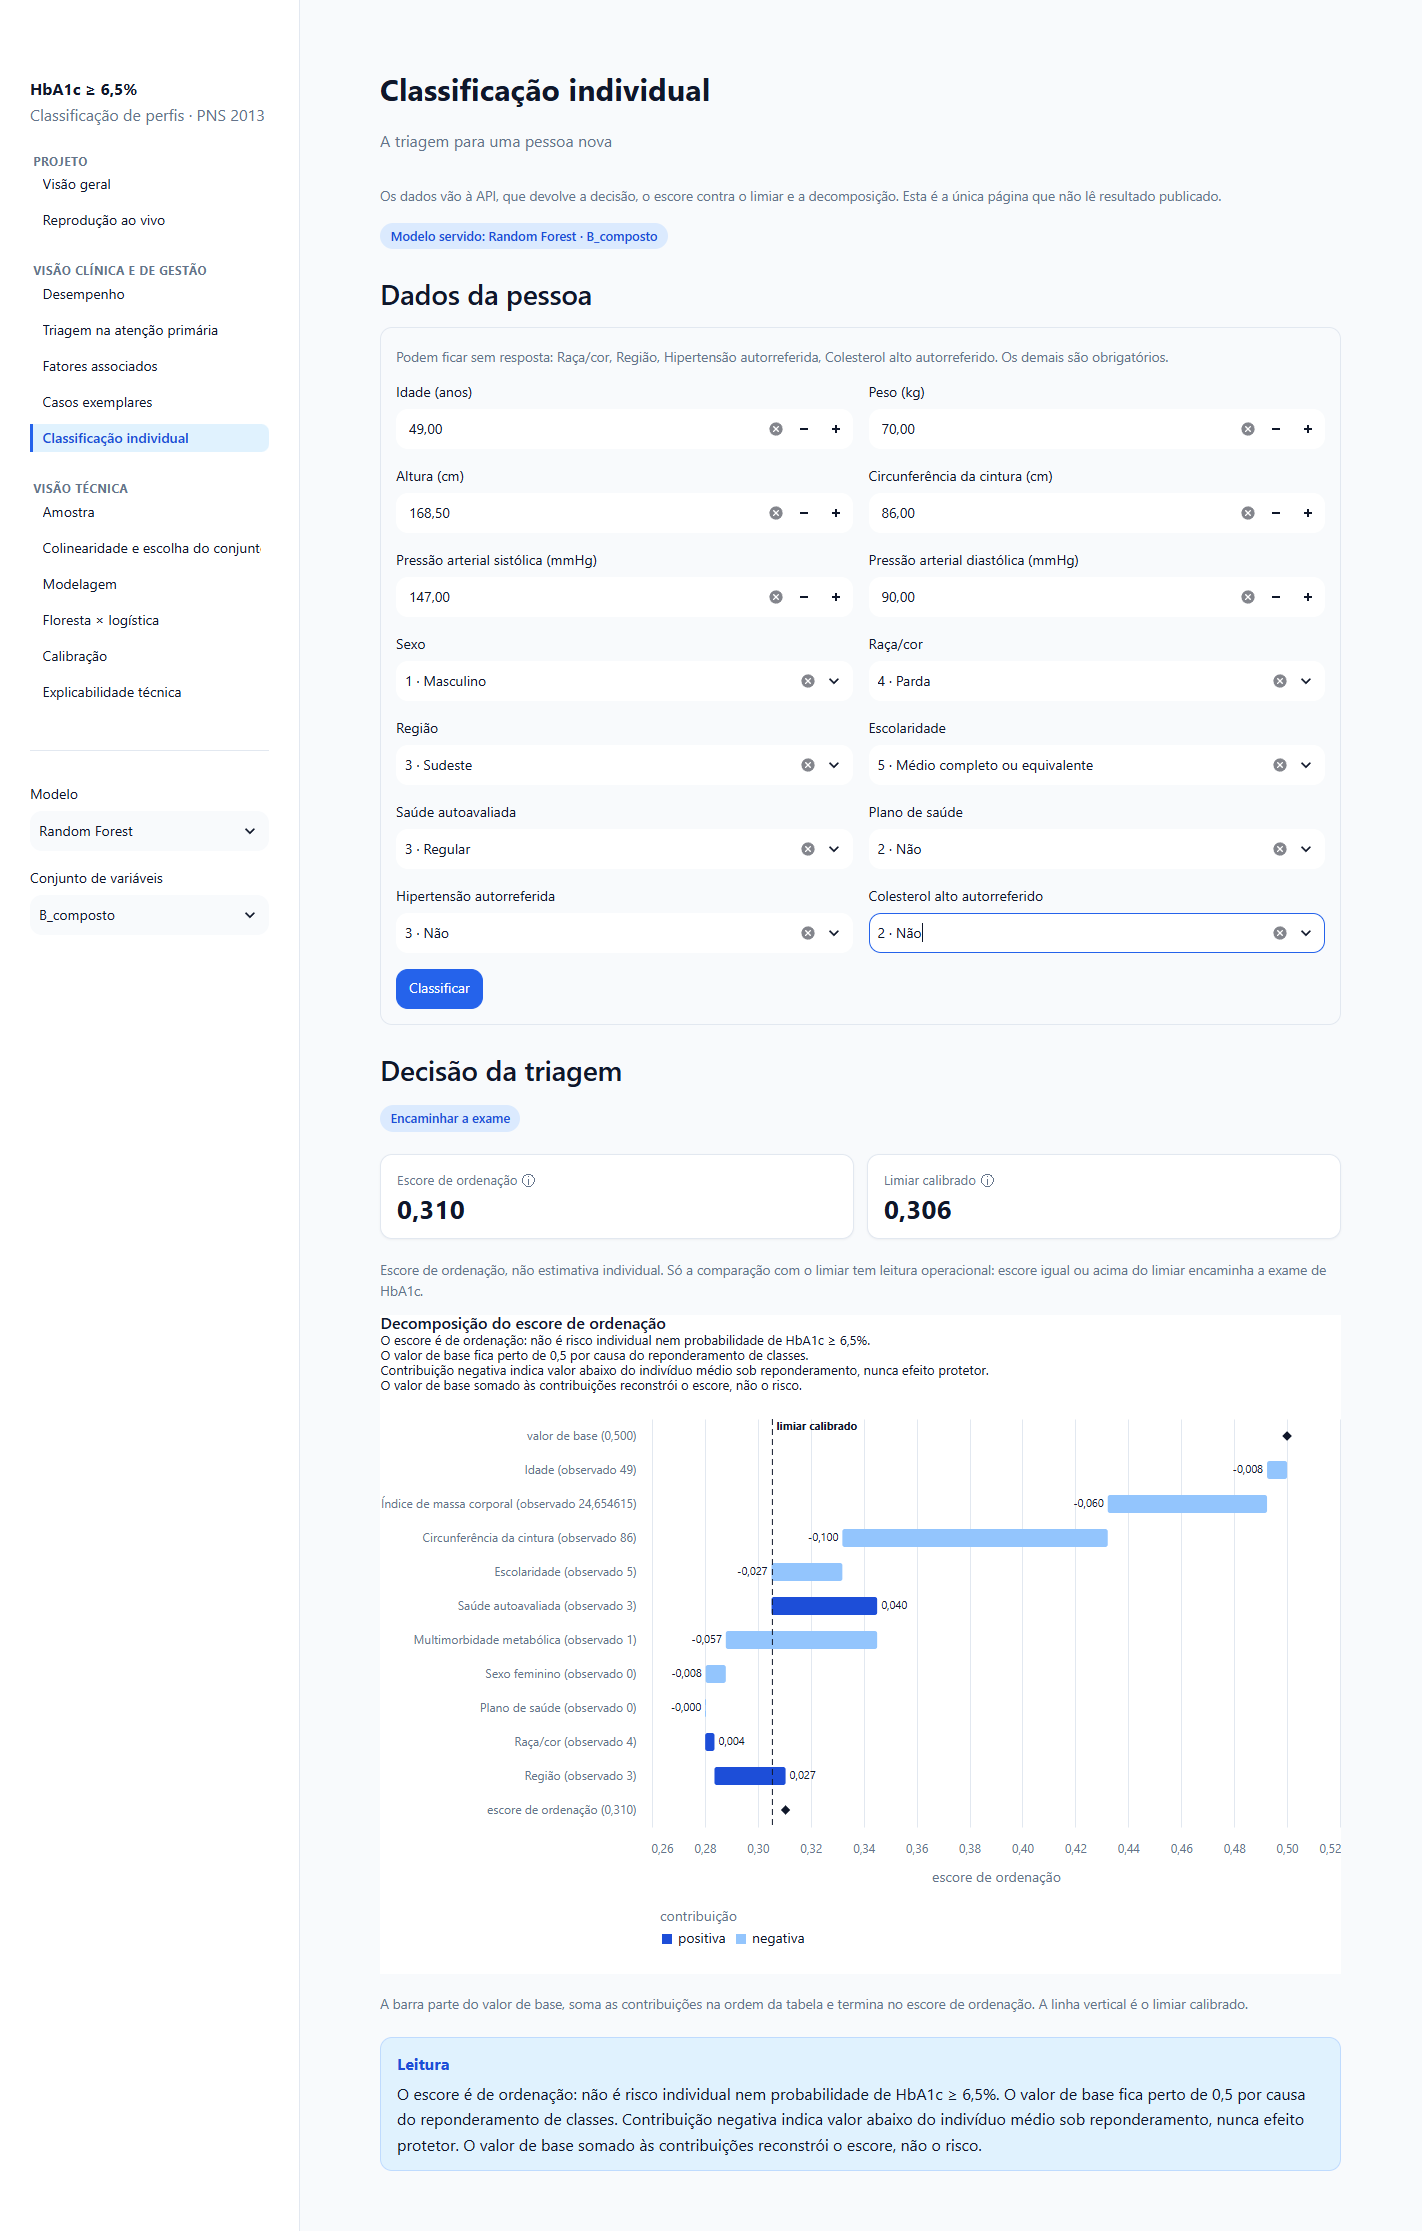 HbA1c ≥ 6,5%
Classificação de perfis · PNS 2013
PROJETO
Visão geral
Reprodução ao vivo
VISÃO CLÍNICA E DE GESTÃO
Desempenho
Triagem na atenção primária
Fatores associados
Casos exemplares
Classificação individual
VISÃO TÉCNICA
Amostra
Colinearidade e escolha do conjunt
Modelagem
Floresta × logística
Calibração
Explicabilidade técnica
Modelo
Random Forest
Conjunto de variáveis
B_composto
Classificação individual
A triagem para uma pessoa nova
Os dados vão à API, que devolve a decisão, o escore contra o limiar e a decomposição. Esta é a única página que não lê resultado publicado.
Modelo servido: Random Forest · B_composto
Dados da pessoa
Podem ficar sem resposta: Raça/cor, Região, Hipertensão autorreferida, Colesterol alto autorreferido. Os demais são obrigatórios.
Idade (anos)
49,00
Peso (kg)
70,00
Altura (cm)
168,50
Circunferência da cintura (cm)
86,00
Pressão arterial sistólica (mmHg)
147,00
Pressão arterial diastólica (mmHg)
90,00
Sexo
1 · Masculino
Raça/cor
4 · Parda
Região
3 · Sudeste
Escolaridade
5 · Médio completo ou equivalente
Saúde autoavaliada
3 · Regular
Plano de saúde
2 · Não
Hipertensão autorreferida
3 · Não
Colesterol alto autorreferido
2 · Não
Classificar
Decisão da triagem
Encaminhar a exame
Escore de ordenação
0,310
Limiar calibrado
0,306
Escore de ordenação, não estimativa individual. Só a comparação com o limiar tem leitura operacional: escore igual ou acima do limiar encaminha a exame de
HbA1c.
Decomposição do escore de ordenação
O escore é de ordenação: não é risco individual nem probabilidade de HbA1c ≥ 6,5%.
O valor de base fica perto de 0,5 por causa do reponderamento de classes.
Contribuição negativa indica valor abaixo do indivíduo médio sob reponderamento, nunca efeito protetor.
O valor de base somado às contribuições reconstrói o escore, não o risco.
limiar calibrado
valor de base (0,500)
Idade (observado 49) -0,008
Índice de massa corporal (observado 24,654615) -0,060
Circunferência da cintura (observado 86) -0,100
Escolaridade (observado 5) -0,027
Saúde autoavaliada (observado 3) 0,040
Multimorbidade metabólica (observado 1) -0,057
Sexo feminino (observado 0) -0,008
Plano de saúde (observado 0) -0,000
Raça/cor (observado 4) 0,004
Região (observado 3) 0,027
escore de ordenação (0,310)
0,26 0,28 0,30 0,32 0,34 0,36 0,38 0,40 0,42 0,44 0,46 0,48 0,50 0,52
escore de ordenação
contribuição
positiva negativa
A barra parte do valor de base, soma as contribuições na ordem da tabela e termina no escore de ordenação. A linha vertical é o limiar calibrado.
Leitura
O escore é de ordenação: não é risco individual nem probabilidade de HbA1c ≥ 6,5%. O valor de base fica perto de 0,5 por causa
do reponderamento de classes. Contribuição negativa indica valor abaixo do indivíduo médio sob reponderamento, nunca efeito
protetor. O valor de base somado às contribuições reconstrói o escore, não o risco.